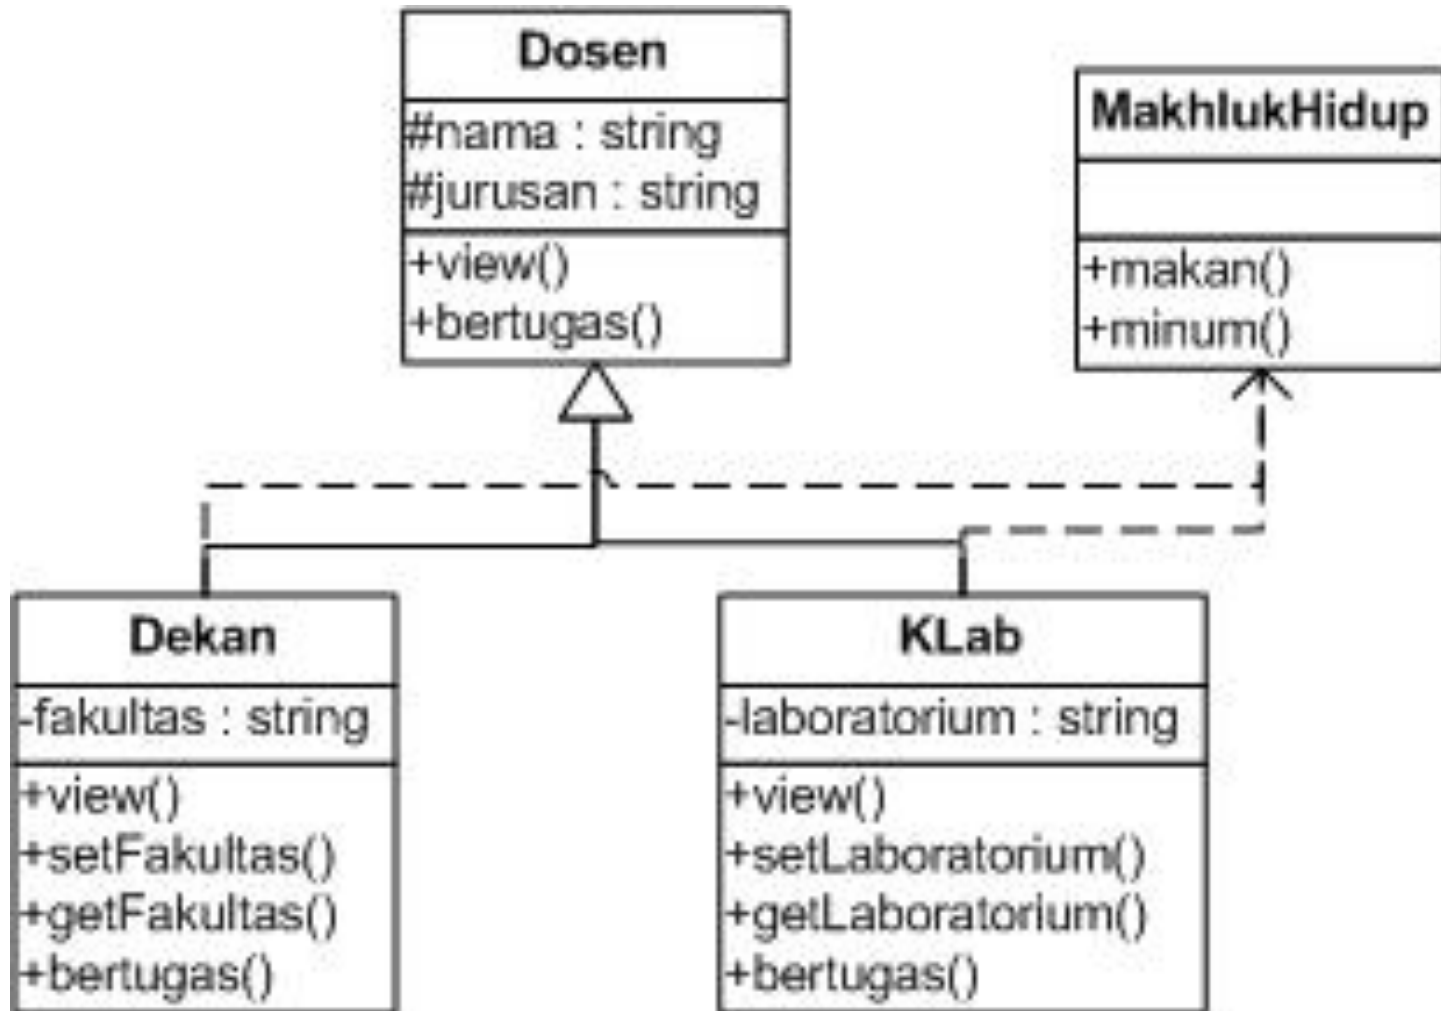 Dosen
#nama : string
#jurusan : string
+view()
+bertugas()
MakhlukHidup
+makan()
+minum()
Dekan
-fakultas : string
+view()
+setFakultas()
+getFakultas()
+bertugas()
KLab
-laboratorium : string
+view()
+setLaboratorium()
+getLaboratorium()
+bertugas()